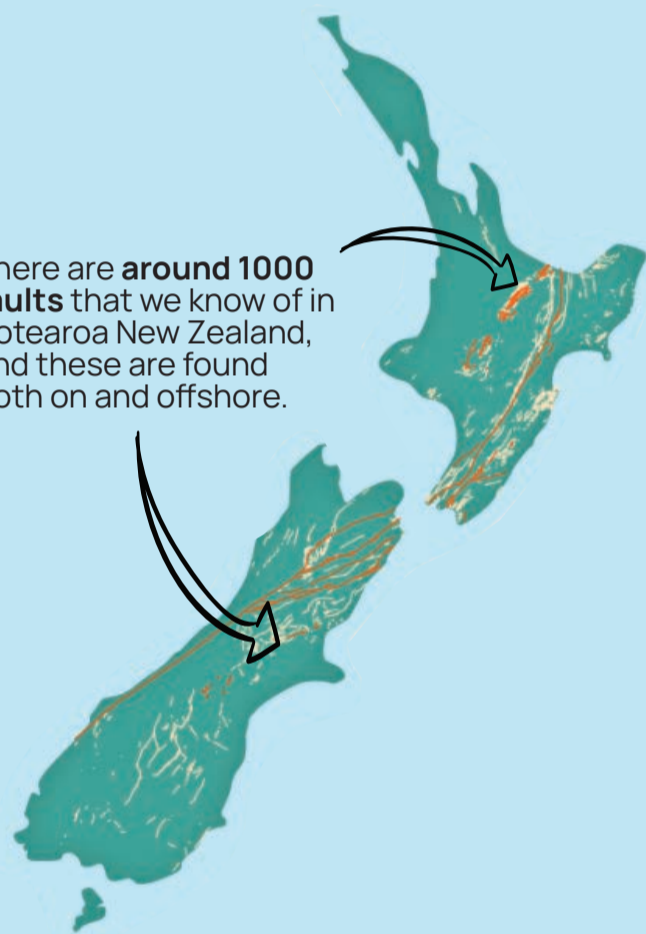 here are around 1000
aults that we know of in
otearoa New Zealand,
nd these are found
oth on and offshore.